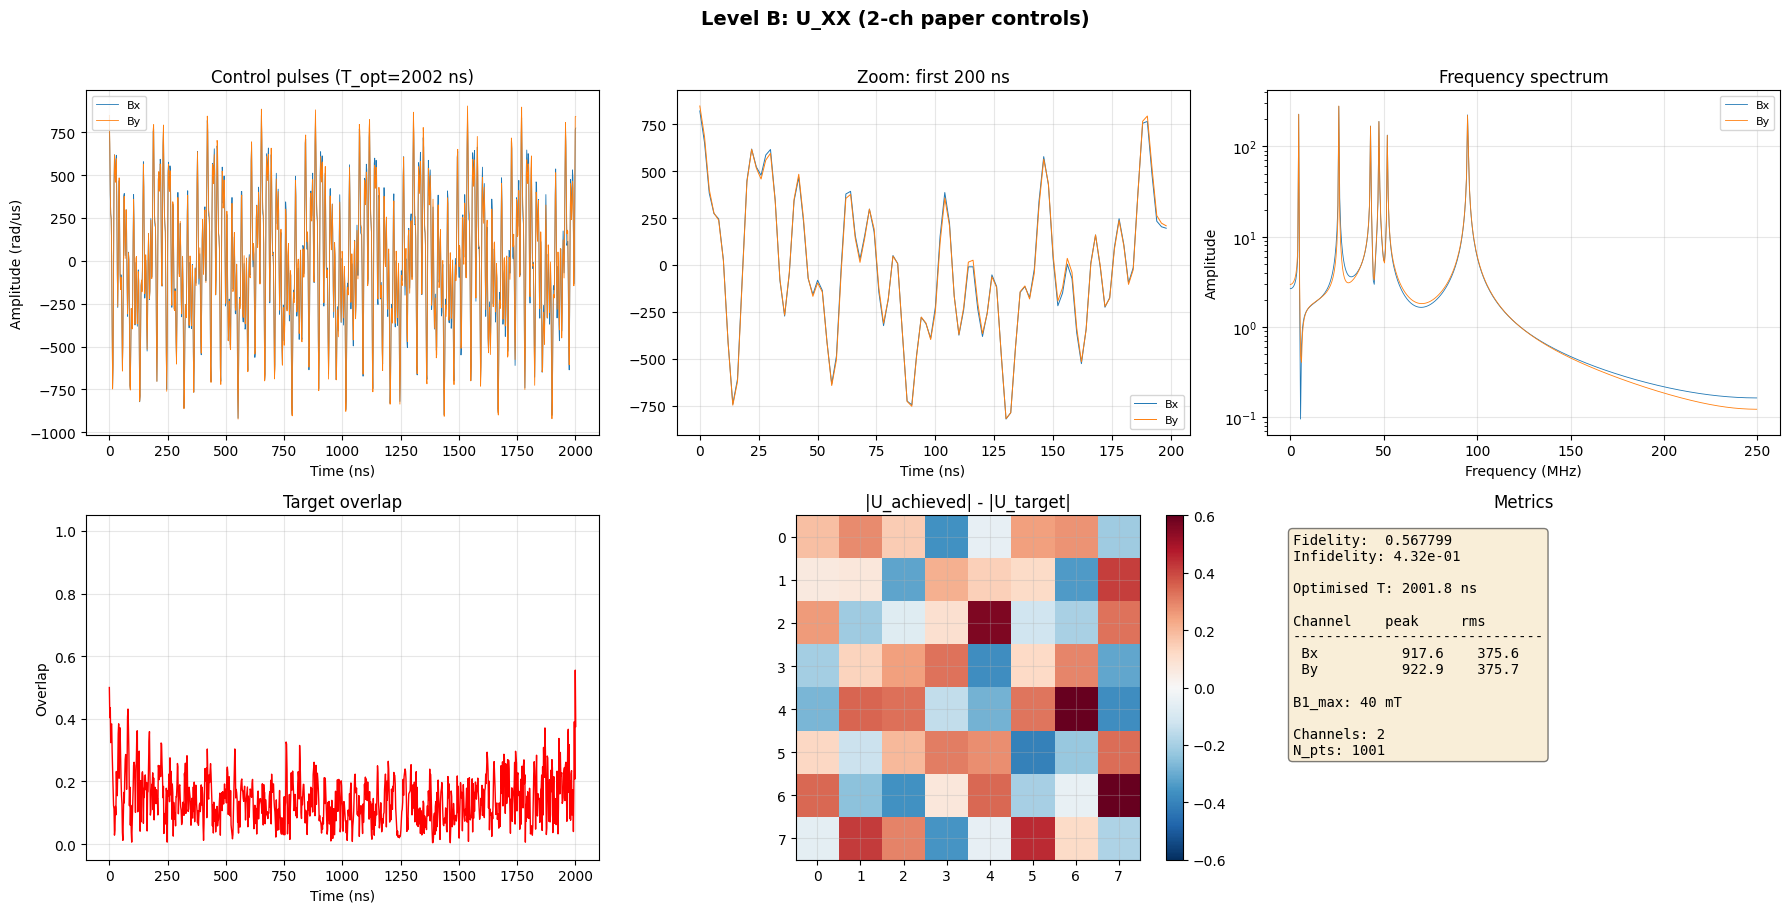 Level B: U_XX (2-ch paper controls)
Control pulses (T_opt=2002 ns)
Bx
By
Amplitude (rad/us)
750
500
250
0
−250
−500
−750
−1000
0
250
500
750
1000
1250
1500
1750
2000
Time (ns)
Zoom: first 200 ns
750
500
250
0
−250
−500
−750
Bx
By
0
25
50
75
100
125
150
175
200
Time (ns)
Frequency spectrum
Bx
By
Amplitude
10²
10¹
10⁰
10⁻¹
0
50
100
150
200
250
Frequency (MHz)
Target overlap
Overlap
1.0
0.8
0.6
0.4
0.2
0.0
0
250
500
750
1000
1250
1500
1750
2000
Time (ns)
|U_achieved| - |U_target|
0
1
2
3
4
5
6
7
0
1
2
3
4
5
6
7
0.6
0.4
0.2
0.0
−0.2
−0.4
−0.6
Metrics
Fidelity:  0.567799
Infidelity: 4.32e-01
Optimised T: 2001.8 ns
Channel    peak     rms
------------------------------
Bx          917.6    375.6
By          922.9    375.7
B1_max: 40 mT
Channels: 2
N_pts: 1001